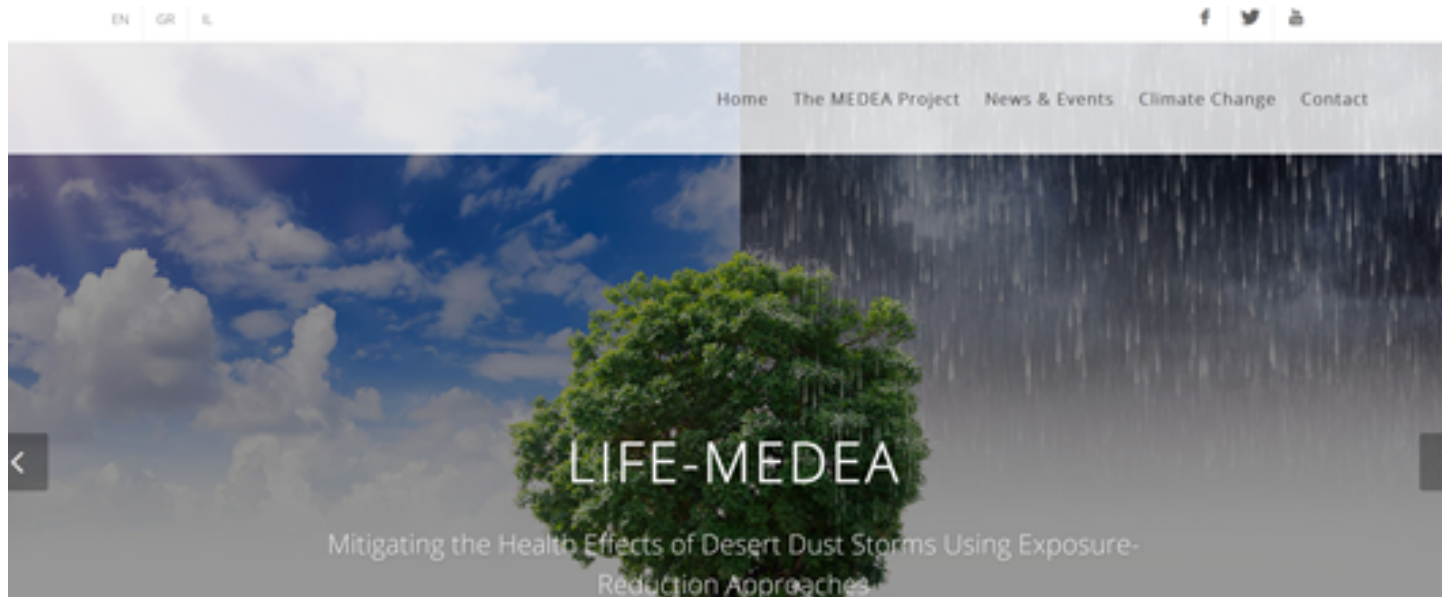 EN GR IL
Home The MEDEA Project News & Events Climate Change Contact
LIFE-MEDEA
Mitigating the Health Effects of Desert Dust Storms Using Exposure-
Reduction Approaches